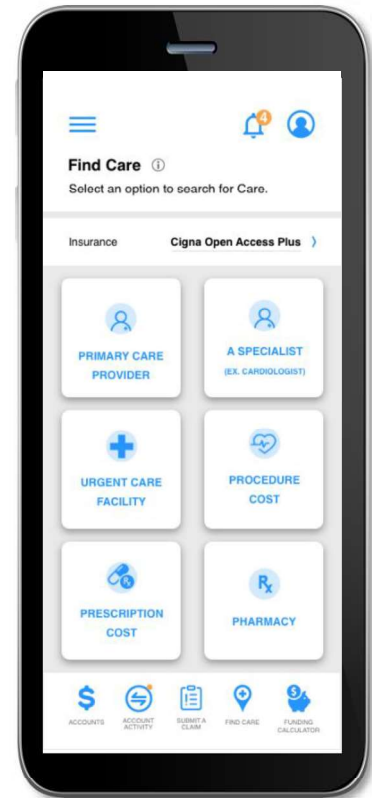 4
Find Care i
Select an option to search for Care.
Insurance Cigna Open Access Plus
PRIMARY CARE
PROVIDER
A SPECIALIST
(EX. CARDIOLOGIST)
URGENT CARE
FACILITY
PROCEDURE
COST
Rx
PRESCRIPTION
COST
Rx
PHARMACY
$
ACCOUNTS
ACCOUNT
ACTIVITY
SUBMIT A
CLAIM
FIND CARE
$
FUNDING
CALCULATOR